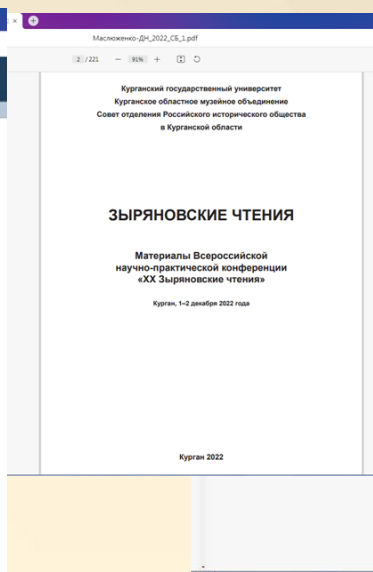 Маслюженко-ДН_2022_СБ_1.pdf
2 / 221 — 91% +
Курганский государственный университет
Курганское областное музейное объединение
Совет отделения Российского исторического общества
в Курганской области
ЗЫРЯНОВСКИЕ ЧТЕНИЯ
Материалы Всероссийской
научно-практической конференции
«XX Зыряновские чтения»
Курган, 1–2 декабря 2022 года
Курган 2022